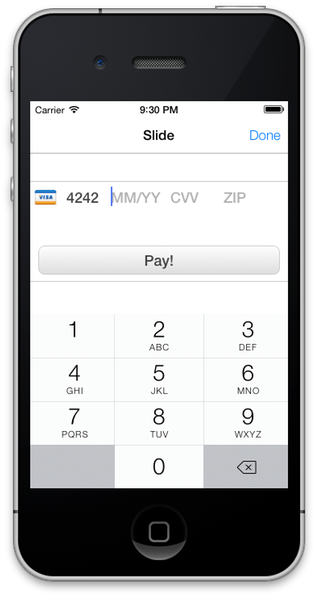 Carrier 9:30 PM
Slide Done
VISA 4242 MM/YY CVV ZIP
Pay!
1 2 3
ABC DEF
4 5 6
GHI JKL MNO
7 8 9
PQRS TUV WXYZ
0